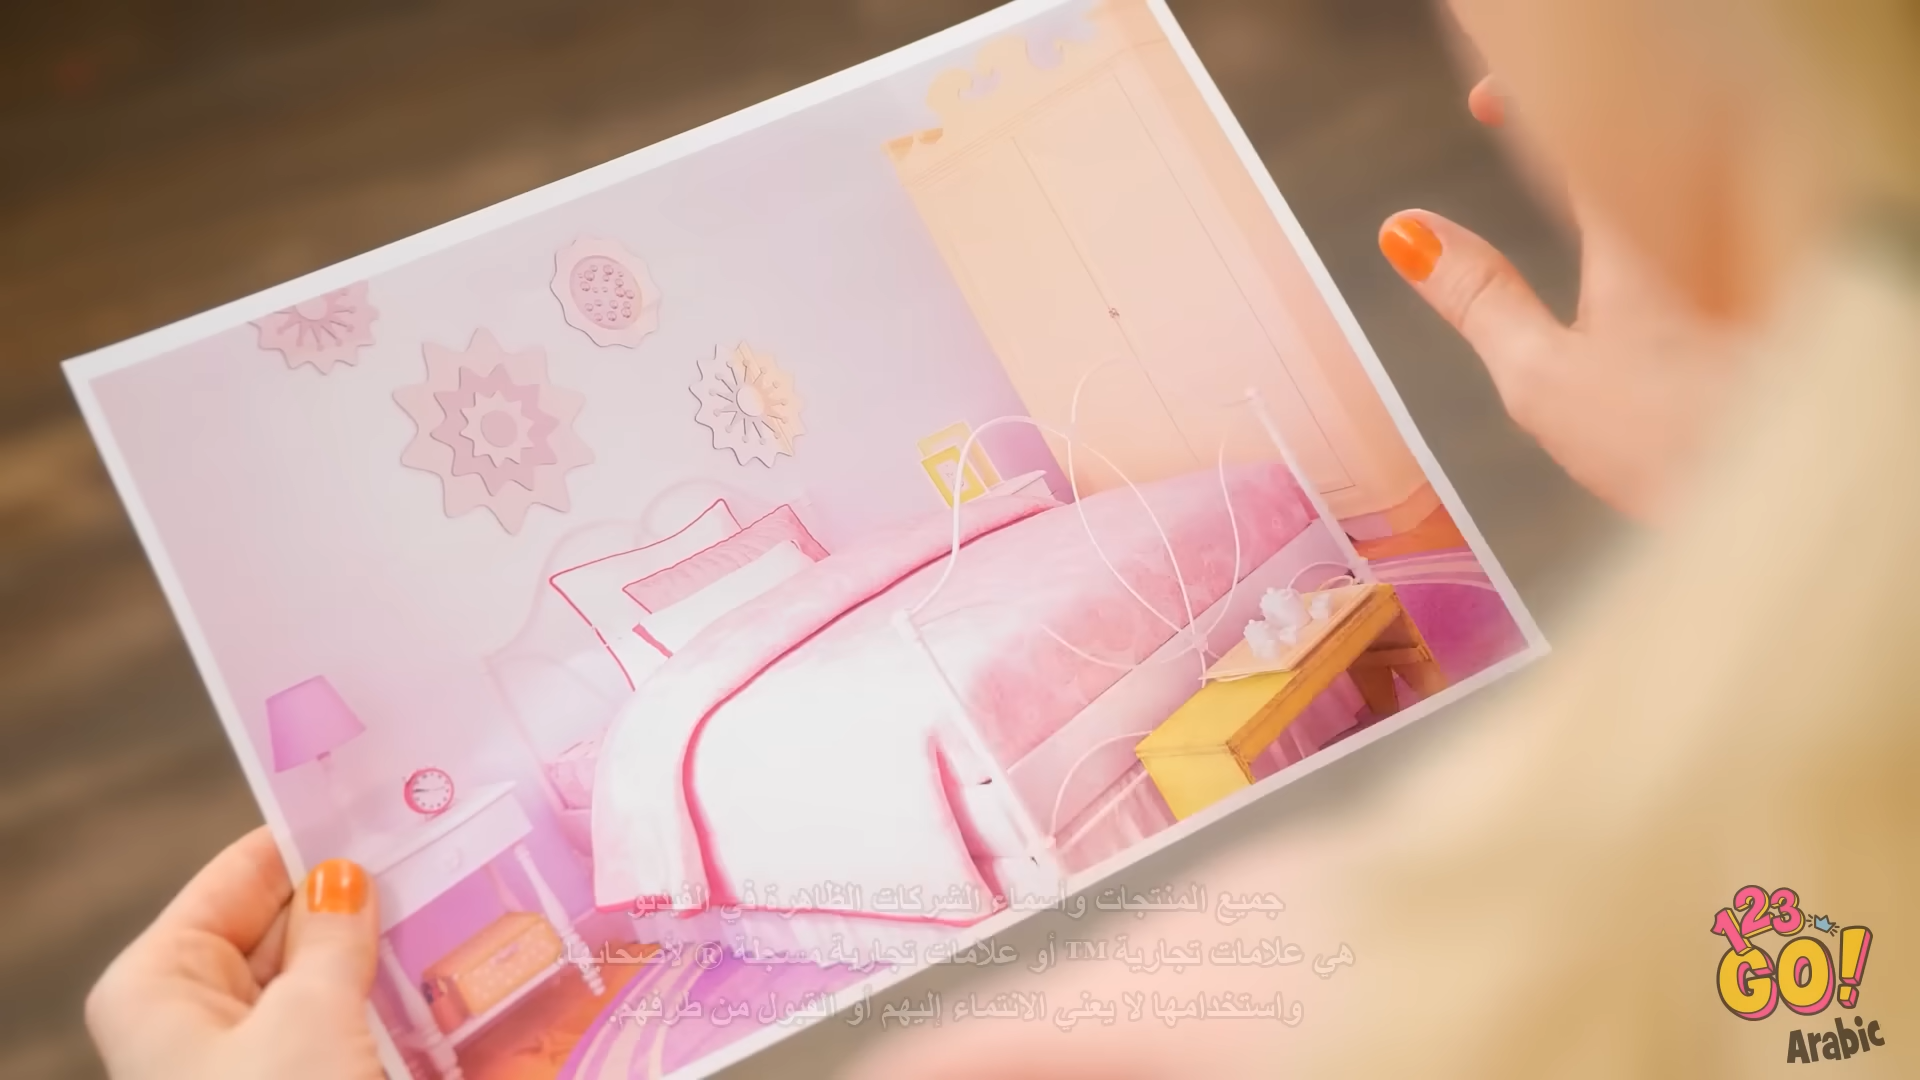 جميع المنتجات وأسماء الشركات الظاهرة في الفيديو
هي علامات تجارية TM أو علامات تجارية مسجلة ® لأصحابها
واستخدامها لا يعني الانتماء إليهم أو القبول من طرفهم.
123
GO!
Arabic